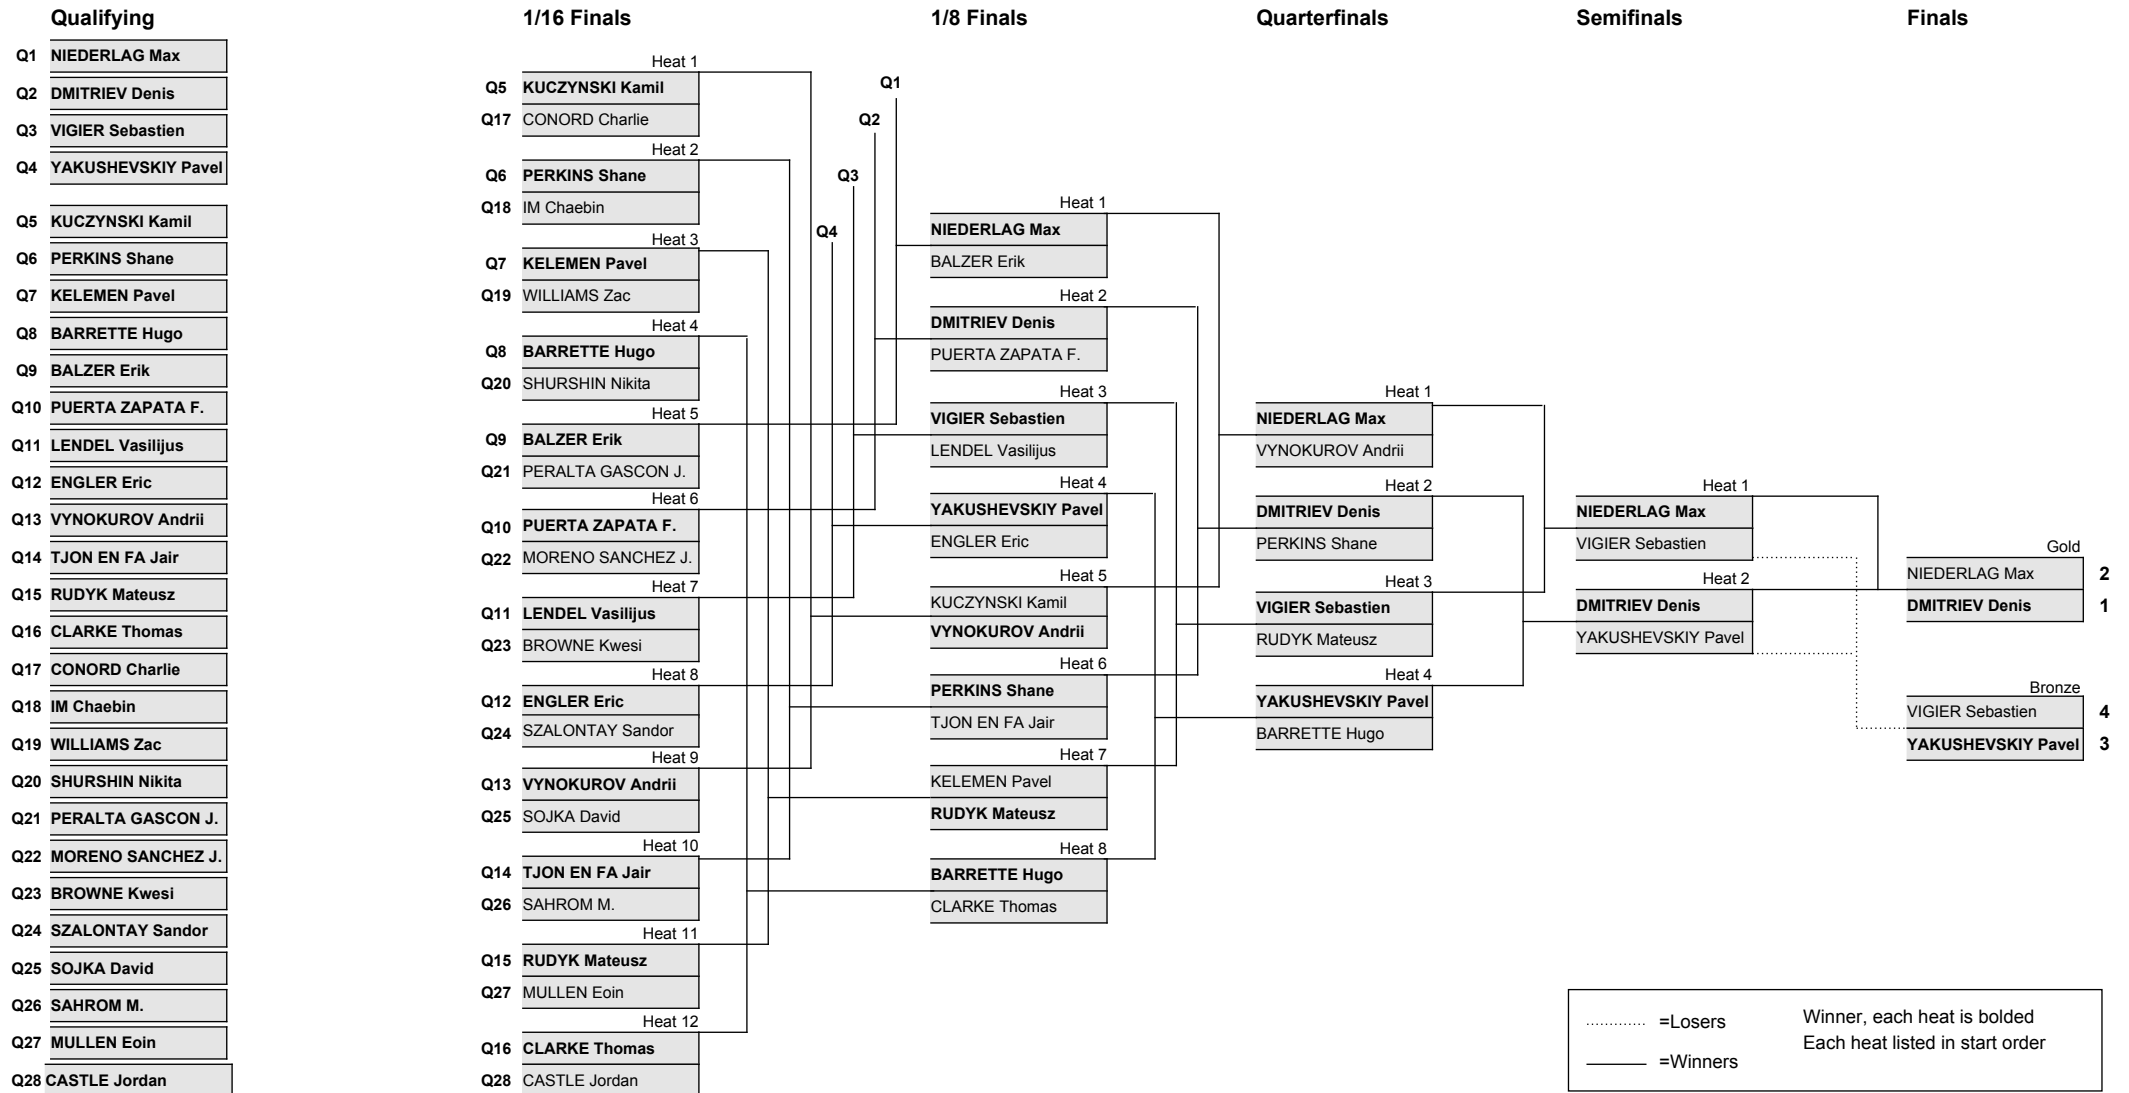 Qualifying
Q1 NIEDERLAG Max
Q2 DMITRIEV Denis
Q3 VIGIER Sebastien
Q4 YAKUSHEVSKIY Pavel
Q5 KUCZYNSKI Kamil
Q6 PERKINS Shane
Q7 KELEMEN Pavel
Q8 BARRETTE Hugo
Q9 BALZER Erik
Q10 PUERTA ZAPATA F.
Q11 LENDEL Vasilijus
Q12 ENGLER Eric
Q13 VYNOKUROV Andrii
Q14 TJON EN FA Jair
Q15 RUDYK Mateusz
Q16 CLARKE Thomas
Q17 CONORD Charlie
Q18 IM Chaebin
Q19 WILLIAMS Zac
Q20 SHURSHIN Nikita
Q21 PERALTA GASCON J.
Q22 MORENO SANCHEZ J.
Q23 BROWNE Kwesi
Q24 SZALONTAY Sandor
Q25 SOJKA David
Q26 SAHROM M.
Q27 MULLEN Eoin
Q28 CASTLE Jordan
1/16 Finals
Heat 1
Q5 KUCZYNSKI Kamil
Q17 CONORD Charlie
Heat 2
Q6 PERKINS Shane
Q18 IM Chaebin
Heat 3
Q7 KELEMEN Pavel
Q19 WILLIAMS Zac
Heat 4
Q8 BARRETTE Hugo
Q20 SHURSHIN Nikita
Heat 5
Q9 BALZER Erik
Q21 PERALTA GASCON J.
Heat 6
Q10 PUERTA ZAPATA F.
Q22 MORENO SANCHEZ J.
Heat 7
Q11 LENDEL Vasilijus
Q23 BROWNE Kwesi
Heat 8
Q12 ENGLER Eric
Q24 SZALONTAY Sandor
Heat 9
Q13 VYNOKUROV Andrii
Q25 SOJKA David
Heat 10
Q14 TJON EN FA Jair
Q26 SAHROM M.
Heat 11
Q15 RUDYK Mateusz
Q27 MULLEN Eoin
Heat 12
Q16 CLARKE Thomas
Q28 CASTLE Jordan
1/8 Finals
Q1
Q2
Q3
Q4
Heat 1
NIEDERLAG Max
BALZER Erik
Heat 2
DMITRIEV Denis
PUERTA ZAPATA F.
Heat 3
VIGIER Sebastien
LENDEL Vasilijus
Heat 4
YAKUSHEVSKIY Pavel
ENGLER Eric
Heat 5
KUCZYNSKI Kamil
VYNOKUROV Andrii
Heat 6
PERKINS Shane
TJON EN FA Jair
Heat 7
KELEMEN Pavel
RUDYK Mateusz
Heat 8
BARRETTE Hugo
CLARKE Thomas
Quarterfinals
Heat 1
NIEDERLAG Max
VYNOKUROV Andrii
Heat 2
DMITRIEV Denis
PERKINS Shane
Heat 3
VIGIER Sebastien
RUDYK Mateusz
Heat 4
YAKUSHEVSKIY Pavel
BARRETTE Hugo
Semifinals
Heat 1
NIEDERLAG Max
VIGIER Sebastien
Heat 2
DMITRIEV Denis
YAKUSHEVSKIY Pavel
Finals
Gold
NIEDERLAG Max 2
DMITRIEV Denis 1
Bronze
VIGIER Sebastien 4
YAKUSHEVSKIY Pavel 3
=Losers
=Winners
Winner, each heat is bolded
Each heat listed in start order